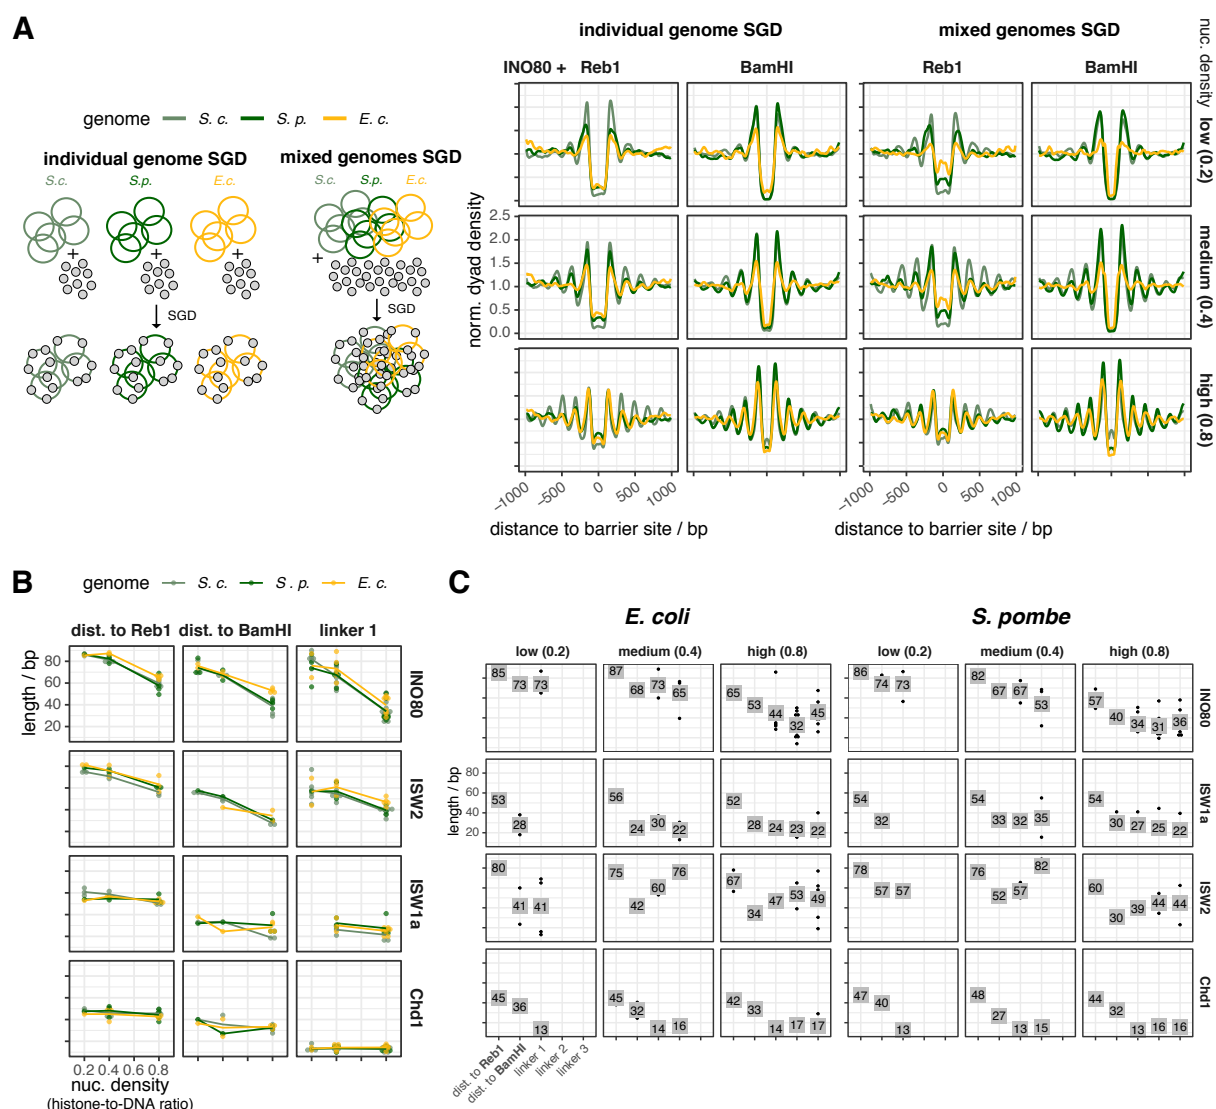 A
individual genome SGD
mixed genomes SGD
nuc. density
INO80 + Reb1
BamHI
Reb1
BamHI
genome
S. c.
S. p.
E. c.
individual genome SGD
mixed genomes SGD
S.c.
S.p.
E.c.
S.c.
S.p.
E.c.
+
+
+
+
SGD
SGD
low (0.2)
medium (0.4)
high (0.8)
norm. dyad density
2.5
2.0
1.5
1.0
0.5
0.0
−1000
−500
0
500
1000
−1000
−500
0
500
1000
distance to barrier site / bp
distance to barrier site / bp
B
genome
S. c.
S . p.
E. c.
dist. to Reb1
dist. to BamHI
linker 1
length / bp
80
60
40
20
INO80
ISW2
ISW1a
Chd1
0.2 0.4 0.6 0.8
nuc. density
(histone-to-DNA ratio)
C
E. coli
S. pombe
low (0.2)
medium (0.4)
high (0.8)
low (0.2)
medium (0.4)
high (0.8)
85 73 73
87 68 73 65
65 53 44 32 45
86 74 73
82 67 67 53
57 40 34 31 36
INO80
length / bp
80
60
40
20
53 28
56 24 30 22
52 28 24 23 22
54 32
54 33 32 35
54 30 27 25 22
ISW1a
80 41 41
75 42 60 76
67 34 47 53 49
78 57 57
76 52 57 82
60 30 39 44 44
ISW2
45 36 13
45 32 14 16
42 33 14 17 17
47 40 13
48 27 13 15
44 32 13 16 16
Chd1
dist. to Reb1
dist. to BamHI
linker 1
linker 2
linker 3